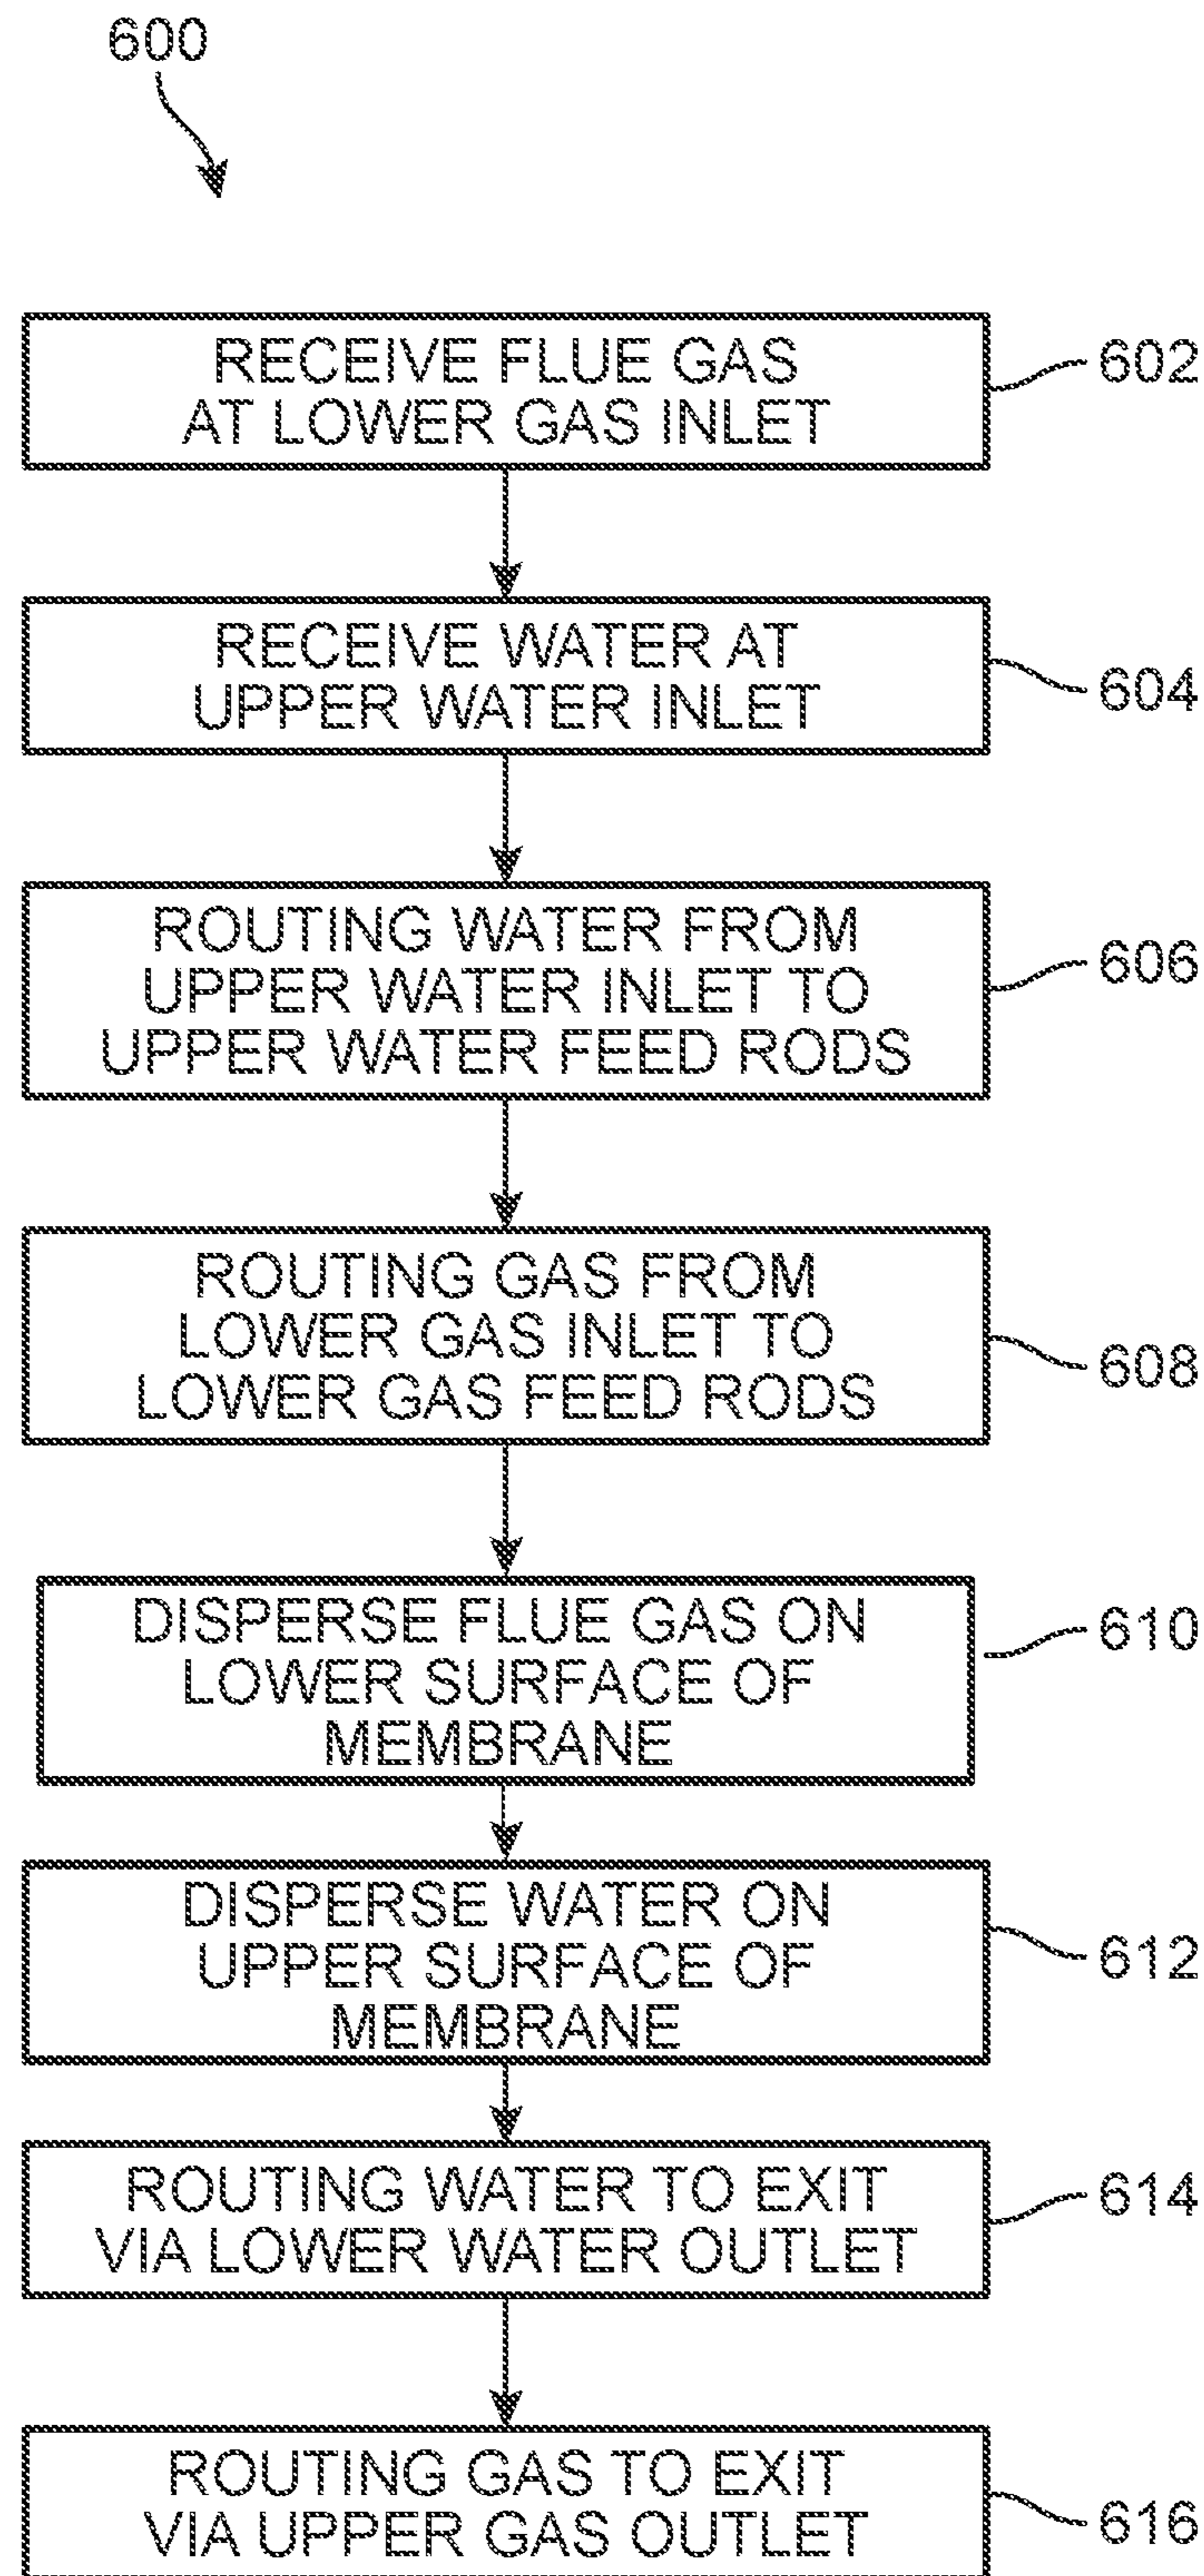 600
RECEIVE FLUE GAS
AT LOWER GAS INLET
602
RECEIVE WATER AT
UPPER WATER INLET
604
ROUTING WATER FROM
UPPER WATER INLET TO
UPPER WATER FEED RODS
606
ROUTING GAS FROM
LOWER GAS INLET TO
LOWER GAS FEED RODS
608
DISPERSE FLUE GAS ON
LOWER SURFACE OF
MEMBRANE
610
DISPERSE WATER ON
UPPER SURFACE OF
MEMBRANE
612
ROUTING WATER TO EXIT
VIA LOWER WATER OUTLET
614
ROUTING GAS TO EXIT
VIA UPPER GAS OUTLET
616